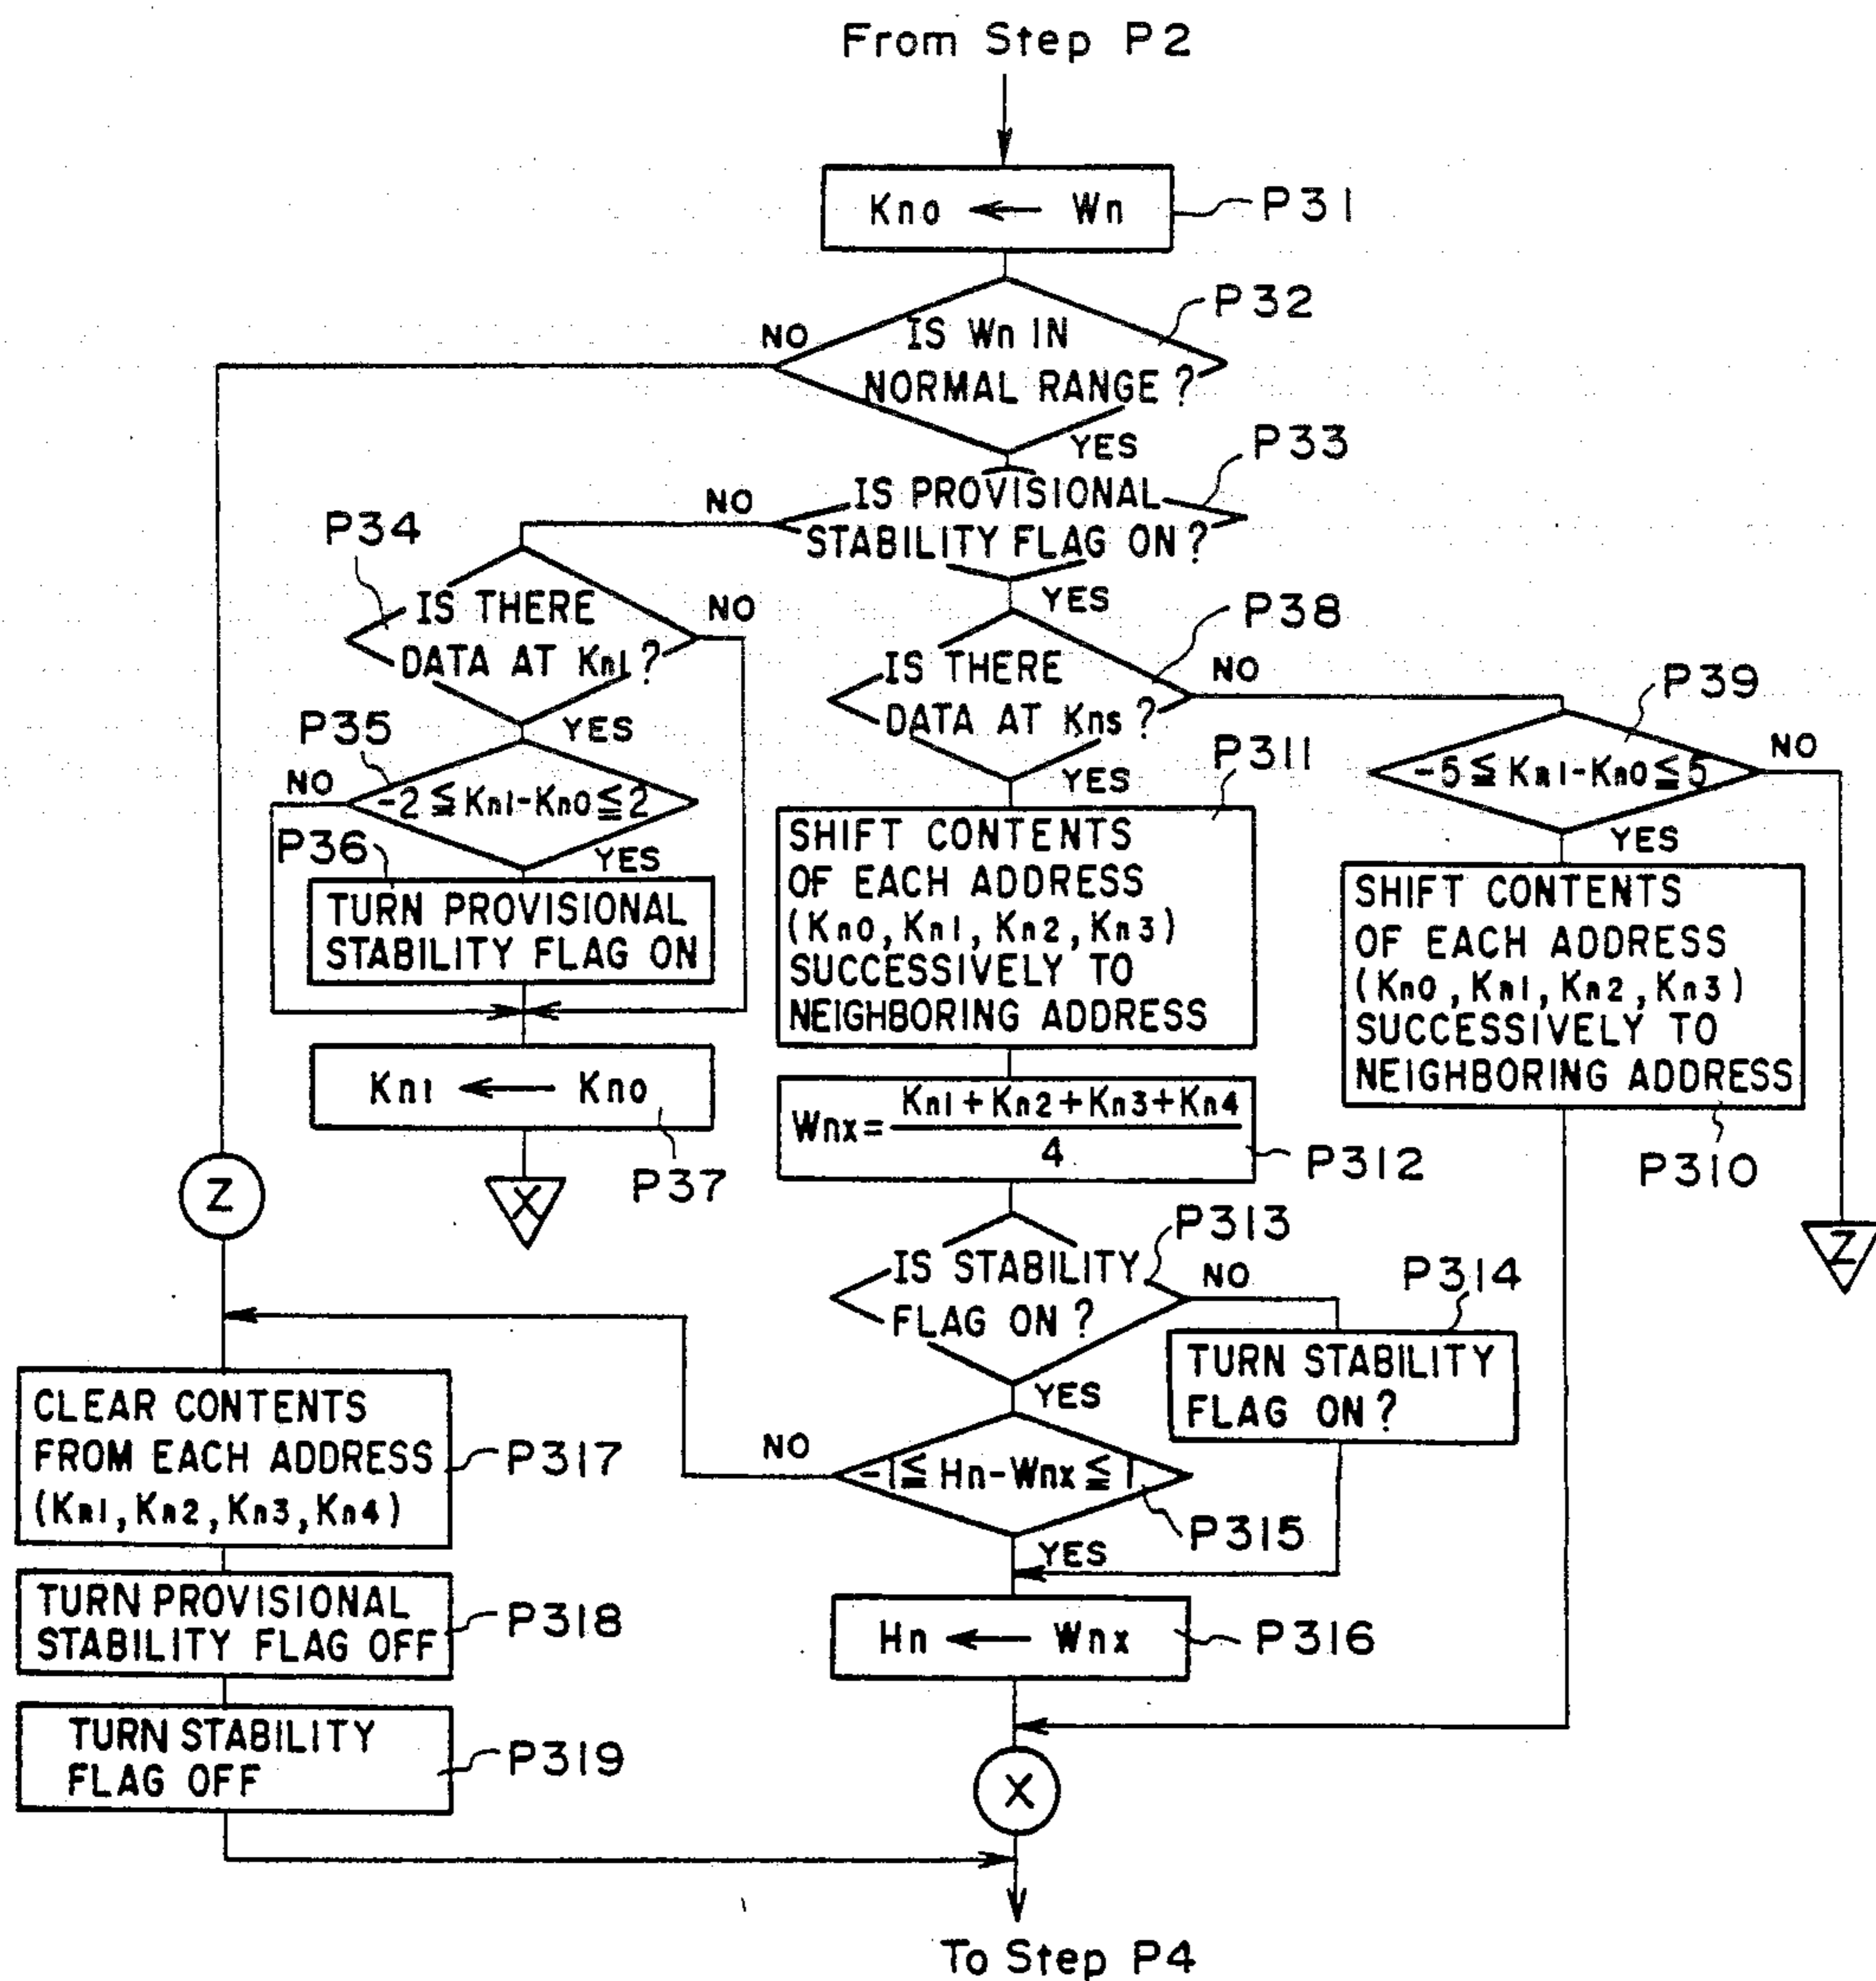 From Step P2
Kno ← Wn
P31
P32
NO
IS Wn IN
NORMAL RANGE ?
YES
P33
NO
IS PROVISIONAL
STABILITY FLAG ON ?
YES
P34
IS THERE
DATA AT Kn1 ?
NO
YES
P38
IS THERE
DATA AT Kns ?
NO
YES
P39
-5 ≦ Kn1-Kn0 ≦ 5
NO
YES
P35
NO
-2 ≦ Kn1-Kn0 ≦ 2
YES
P36
TURN PROVISIONAL
STABILITY FLAG ON
Kn1 ← Kno
P37
X
P311
SHIFT CONTENTS
OF EACH ADDRESS
(Kn0, Kn1, Kn2, Kn3)
SUCCESSIVELY TO
NEIGHBORING ADDRESS
SHIFT CONTENTS
OF EACH ADDRESS
(Kn0, Kn1, Kn2, Kn3)
SUCCESSIVELY TO
NEIGHBORING ADDRESS
P310
Z
Wnx = Kn1+Kn2+Kn3+Kn4
4
P312
Z
P313
IS STABILITY
FLAG ON ?
NO
YES
P314
TURN STABILITY
FLAG ON ?
NO
-1 ≦ Hn-Wnx ≦ 1
P315
YES
Hn ← Wnx
P316
CLEAR CONTENTS
FROM EACH ADDRESS
(Kn1, Kn2, Kn3, Kn4)
P317
TURN PROVISIONAL
STABILITY FLAG OFF
P318
TURN STABILITY
FLAG OFF
P319
X
To Step P4